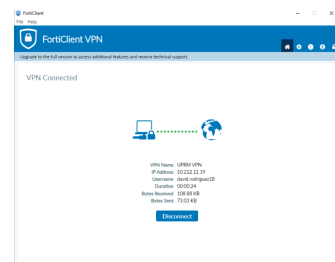 FortiClient
File Help
FortiClient VPN
Upgrade to the full version to access additional features and receive technical support.
VPN Connected
VPN Name UPRM VPN
IP Address 10.212.11.19
Username david.rodriguez18
Duration 00:00:24
Bytes Received 108.88 KB
Bytes Sent 73.03 KB
Disconnect